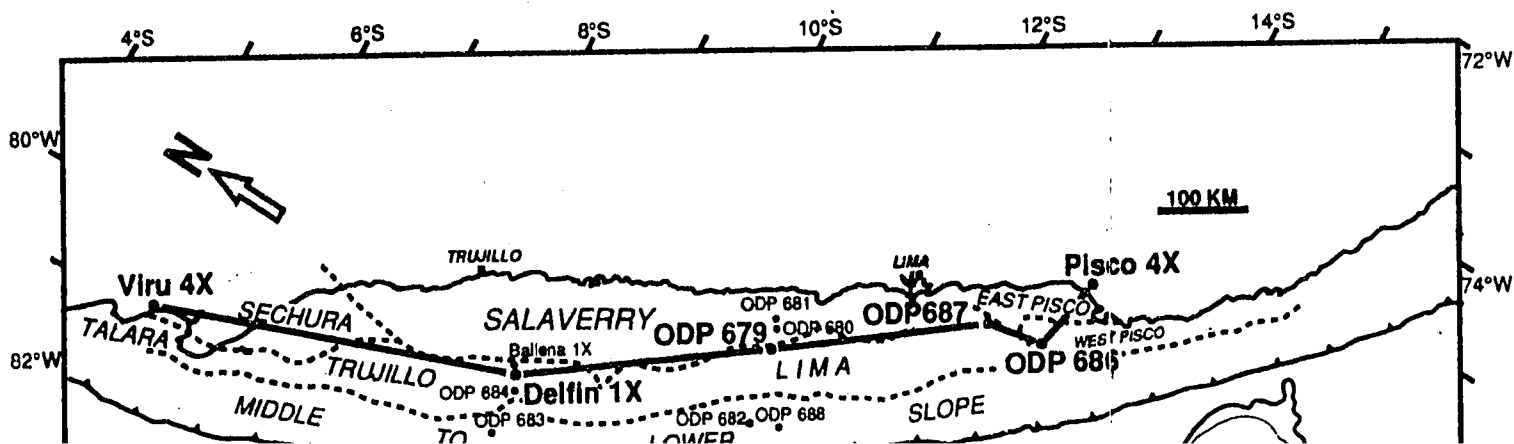 4°S 6°S 8°S 10°S 12°S 14°S
72°W
80°W
N
100 KM
TRUJILLO
LIMA
Pisco 4X
Viru 4X
74°W
SECHURA
ODP 681
EAST PISCO
SALAVERRY
ODP687
TALARA
ODP 679
ODP 680
WEST PISCO
Ballena 1X
ODP 686
82°W
TRUJILLO
LIMA
ODP 684
Delfin 1X
MIDDLE
ODP 683
ODP 682
ODP 688
SLOPE
TO
LOWER